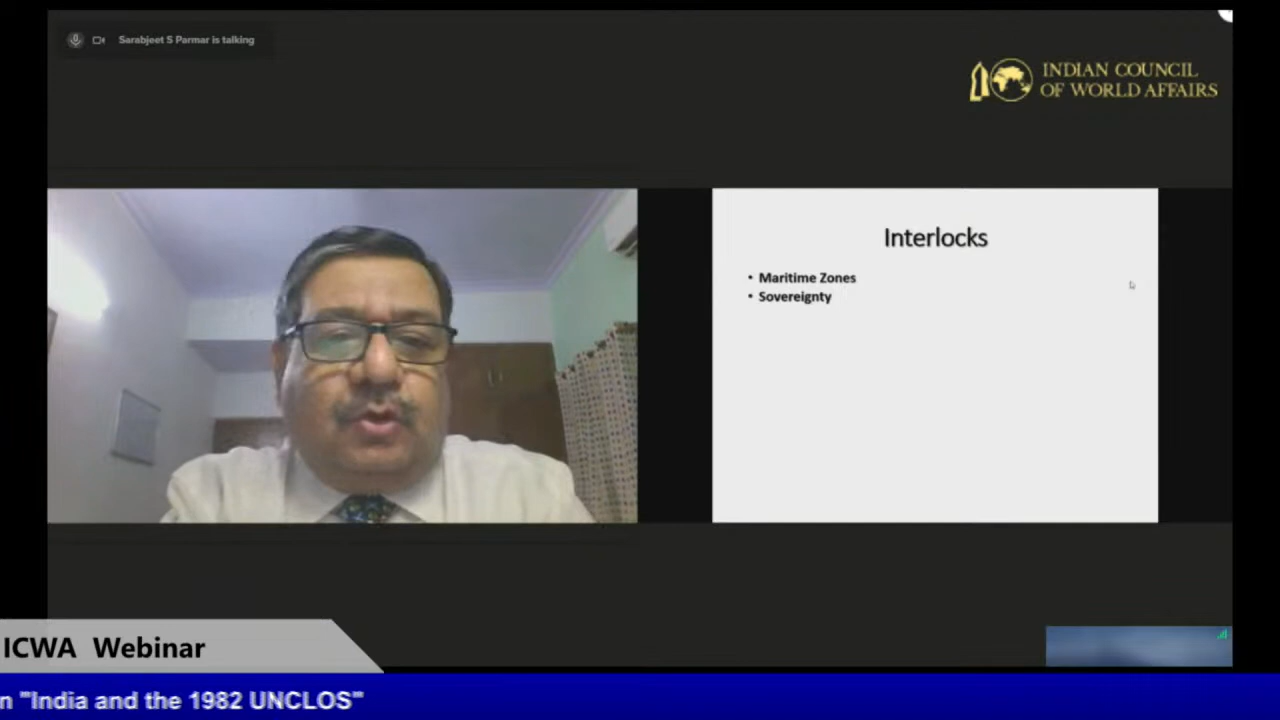 Sarabjeet S Parmar is talking
INDIAN COUNCIL
OF WORLD AFFAIRS
Interlocks
• Maritime Zones
• Sovereignty
ICWA Webinar
n "India and the 1982 UNCLOS"